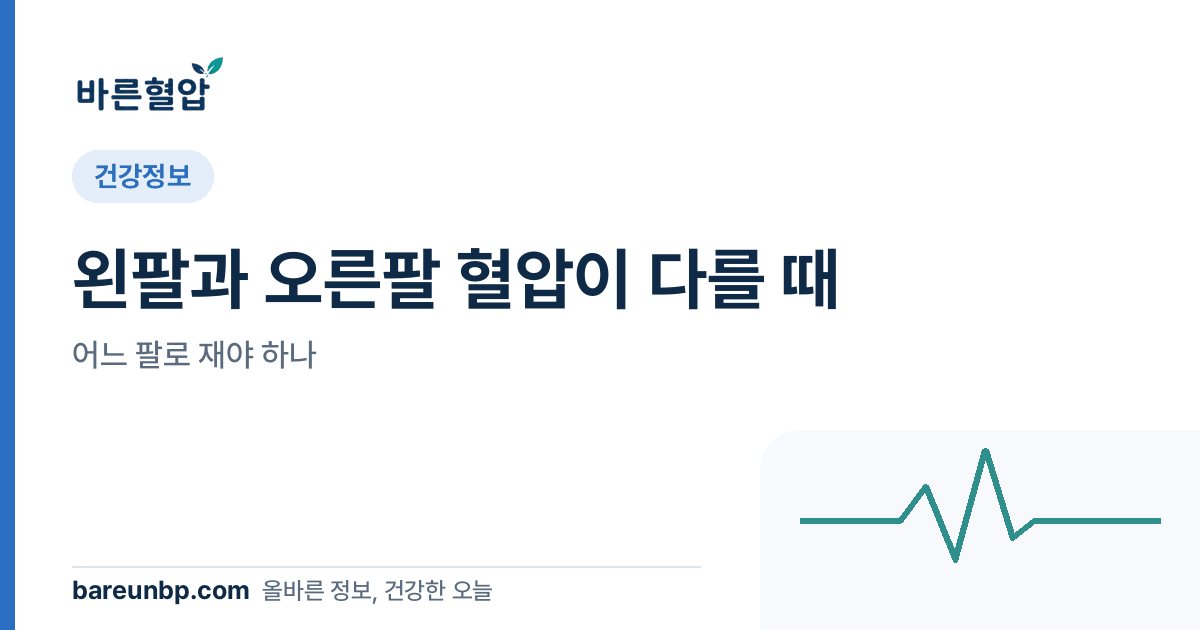 바른혈압
건강정보
왼팔과 오른팔 혈압이 다를 때
어느 팔로 재야 하나
bareunbp.com 올바른 정보, 건강한 오늘